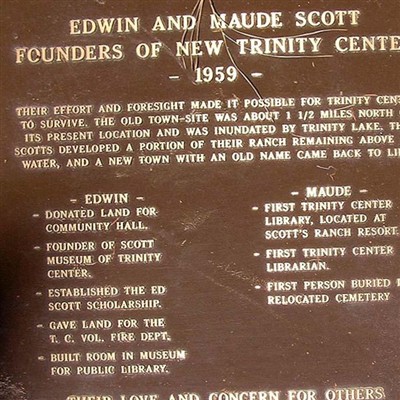 EDWIN AND MAUDE SCOTT
FOUNDERS OF NEW TRINITY CENTE
- 1959 -
THEIR EFFORT AND FORESIGHT MADE IT POSSIBLE FOR TRINITY CEN
TO SURVIVE. THE OLD TOWN-SITE WAS ABOUT 1 1/2 MILES NORTH
ITS PRESENT LOCATION AND WAS INUNDATED BY TRINITY LAKE. TH
SCOTTS DEVELOPED A PORTION OF THEIR RANCH REMAINING ABOVE
WATER, AND A NEW TOWN WITH AN OLD NAME CAME BACK TO LI
- EDWIN -
- DONATED LAND FOR
COMMUNITY HALL.
- FOUNDER OF SCOTT
MUSEUM OF TRINITY
CENTER.
- ESTABLISHED THE ED
SCOTT SCHOLARSHIP.
- GAVE LAND FOR THE
T. C. VOL. FIRE DEPT.
- BUILT ROOM IN MUSEUM
FOR PUBLIC LIBRARY.
- MAUDE -
- FIRST TRINITY CENTER
LIBRARY, LOCATED AT
SCOTT'S RANCH RESORT.
- FIRST TRINITY CENTER
LIBRARIAN.
- FIRST PERSON BURIED
RELOCATED CEMETERY
THEIR LOVE AND CONCERN FOR OTHERS